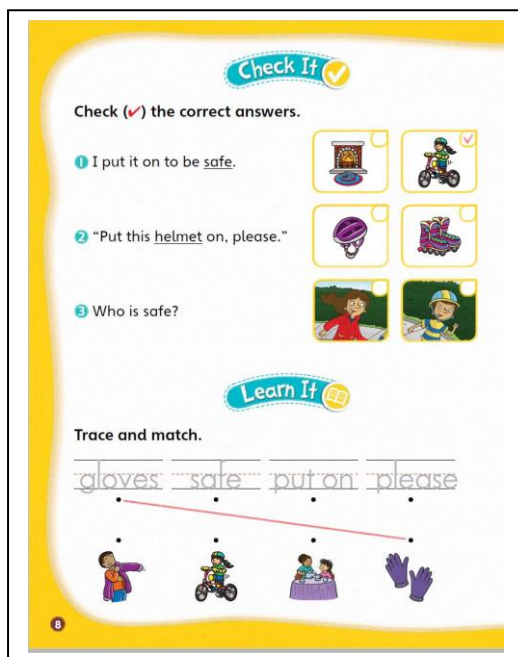 Check It
Check (✔) the correct answers.
1 I put it on to be safe.
2 “Put this helmet on, please.”
3 Who is safe?
Learn It
Trace and match.
gloves safe put on please
8